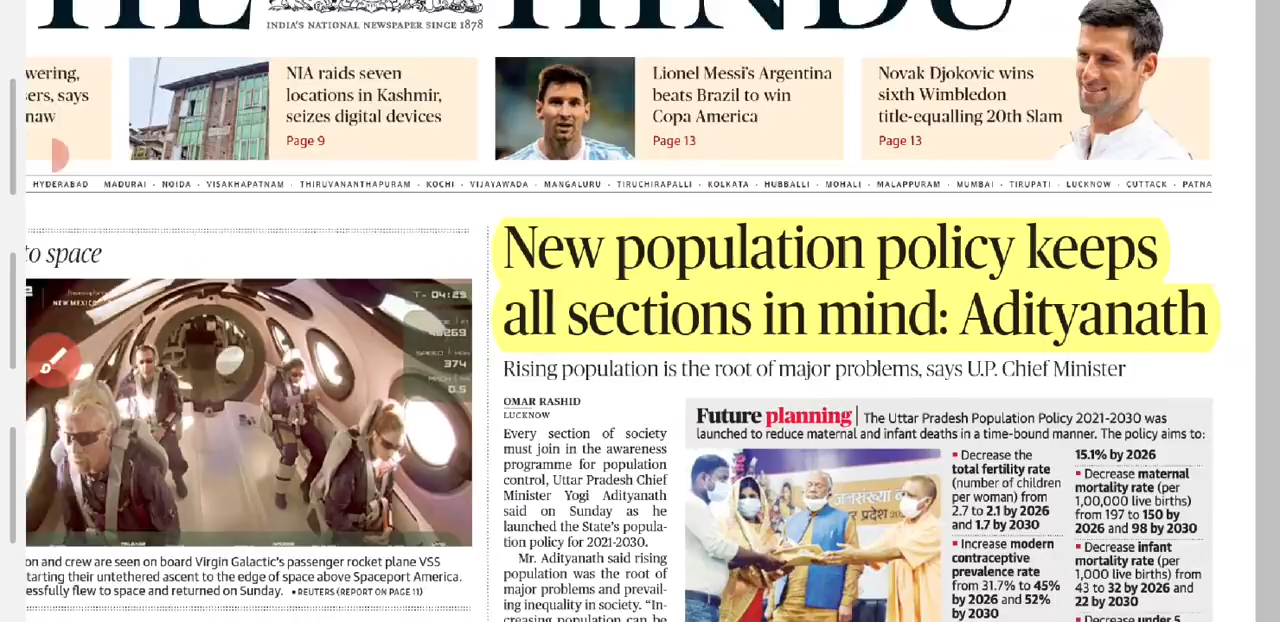 THE HINDU
INDIA'S NATIONAL NEWSPAPER SINCE 1878
wering,
ers, says
naw
NIA raids seven
locations in Kashmir,
seizes digital devices
Page 9
Lionel Messi's Argentina
beats Brazil to win
Copa America
Page 13
Novak Djokovic wins
sixth Wimbledon
title-equalling 20th Slam
Page 13
HYDERABAD · MADURAI · NOIDA · VISAKHAPATNAM · THIRUVANANTHAPURAM · KOCHI · VIJAYAWADA · MANGALURU · TIRUCHIRAPALLI · KOLKATA · HUBBALLI · MOHALI · MALAPPURAM · MUMBAI · TIRUPATI · LUCKNOW · CUTTACK · PATNA
to space
NEW MEXICO
T- 04:29
SPEED
374
0.5
on and crew are seen on board Virgin Galactic's passenger rocket plane VSS
tarting their untethered ascent to the edge of space above Spaceport America.
essfully flew to space and returned on Sunday. • REUTERS (REPORT ON PAGE 11)
New population policy keeps
all sections in mind: Adityanath
Rising population is the root of major problems, says U.P. Chief Minister
OMAR RASHID
LUCKNOW
Every section of society
must join in the awareness
programme for population
control, Uttar Pradesh Chief
Minister Yogi Adityanath
said on Sunday as he
launched the State's popula-
tion policy for 2021-2030.
Mr. Adityanath said rising
population was the root of
major problems and prevail-
ing inequality in society. "In-
creasing population can be
Future planning | The Uttar Pradesh Population Policy 2021-2030 was
launched to reduce maternal and infant deaths in a time-bound manner. The policy aims to:
जनसंख्या
प्रदेश
▪ Decrease the
total fertility rate
(number of children
per woman) from
2.7 to 2.1 by 2026
and 1.7 by 2030
▪ Increase modern
contraceptive
prevalence rate
from 31.7% to 45%
by 2026 and 52%
by 2030
15.1% by 2026
▪ Decrease maternal
mortality rate (per
1,00,000 live births)
from 197 to 150 by
2026 and 98 by 2030
▪ Decrease infant
mortality rate (per
1,000 live births) from
43 to 32 by 2026 and
22 by 2030
▪ Decrease under 5